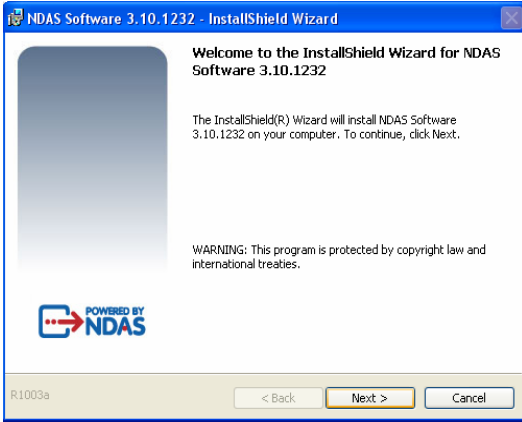 NDAS Software 3.10.1232 - InstallShield Wizard
Welcome to the InstallShield Wizard for NDAS
Software 3.10.1232
The InstallShield(R) Wizard will install NDAS Software
3.10.1232 on your computer. To continue, click Next.
WARNING: This program is protected by copyright law and
international treaties.
POWERED BY
NDAS
R1003a
< Back
Next >
Cancel